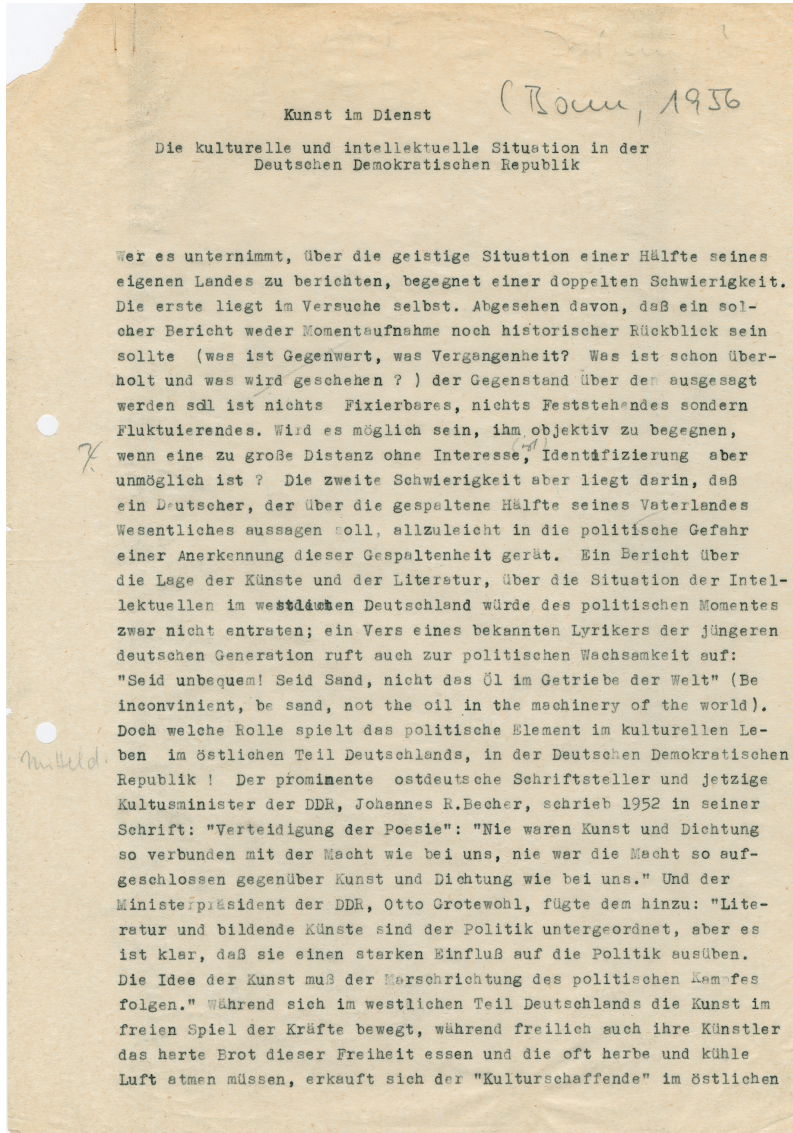 (Bonn, 1956
Kunst im Dienst
Die kulturelle und intellektuelle Situation in der
Deutschen Demokratischen Republik
Wer es unternimmt, über die geistige Situation einer Hälfte seines
eigenen Landes zu berichten, begegnet einer doppelten Schwierigkeit.
Die erste liegt im Versuche selbst. Abgesehen davon, daß ein sol-
cher Bericht weder Momentaufnahme noch historischer Rückblick sein
sollte (was ist Gegenwart, was Vergangenheit? Was ist schon über-
holt und was wird geschehen ? ) der Gegenstand über den ausgesagt
werden soll ist nichts Fixierbares, nichts Feststehendes sondern
Fluktuierendes. Wird es möglich sein, ihm objektiv zu begegnen,
wenn eine zu große Distanz ohne Interesse, Identifizierung aber
unmöglich ist ? Die zweite Schwierigkeit aber liegt darin, daß
ein Deutscher, der über die gespaltene Hälfte seines Vaterlandes
Wesentliches aussagen soll, allzuleicht in die politische Gefahr
einer Anerkennung dieser Gespaltenheit gerät. Ein Bericht über
die Lage der Künste und der Literatur, über die Situation der Intel-
lektuellen im westlichen Deutschland würde des politischen Momentes
zwar nicht entraten; ein Vers eines bekannten Lyrikers der jüngeren
deutschen Generation ruft auch zur politischen Wachsamkeit auf:
"Seid unbequem! Seid Sand, nicht das Öl im Getriebe der Welt" (Be
inconvinient, be sand, not the oil in the machinery of the world).
Doch welche Rolle spielt das politische Element im kulturellen Le-
Mitteld.
ben im östlichen Teil Deutschlands, in der Deutschen Demokratischen
Republik ! Der prominente ostdeutsche Schriftsteller und jetzige
Kultusminister der DDR, Johannes R.Becher, schrieb 1952 in seiner
Schrift: "Verteidigung der Poesie": "Nie waren Kunst und Dichtung
so verbunden mit der Macht wie bei uns, nie war die Macht so auf-
geschlossen gegenüber Kunst und Dichtung wie bei uns." Und der
Ministerpräsident der DDR, Otto Grotewohl, fügte dem hinzu: "Lite-
ratur und bildende Künste sind der Politik untergeordnet, aber es
ist klar, daß sie einen starken Einfluß auf die Politik ausüben.
Die Idee der Kunst muß der Marschrichtung des politischen Kampfes
folgen." Während sich im westlichen Teil Deutschlands die Kunst im
freien Spiel der Kräfte bewegt, während freilich auch ihre Künstler
das harte Brot dieser Freiheit essen und die oft herbe und kühle
Luft atmen müssen, erkauft sich der "Kulturschaffende" im östlichen